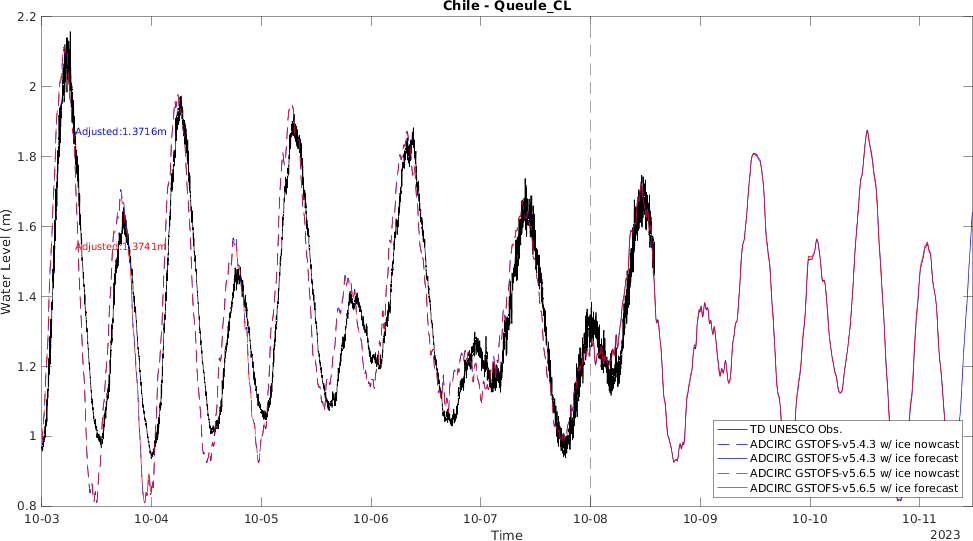 Chile - Queule_CL
2.2
2
1.8
1.6
1.4
1.2
1
0.8
Water Level (m)
Adjusted:1.3716m
Adjusted:1.3741m
TD UNESCO Obs.
ADCIRC GSTOFS-v5.4.3 w/ ice nowcast
ADCIRC GSTOFS-v5.4.3 w/ ice forecast
ADCIRC GSTOFS-v5.6.5 w/ ice nowcast
ADCIRC GSTOFS-v5.6.5 w/ ice forecast
10-03 10-04 10-05 10-06 10-07 10-08 10-09 10-10 10-11
Time
2023